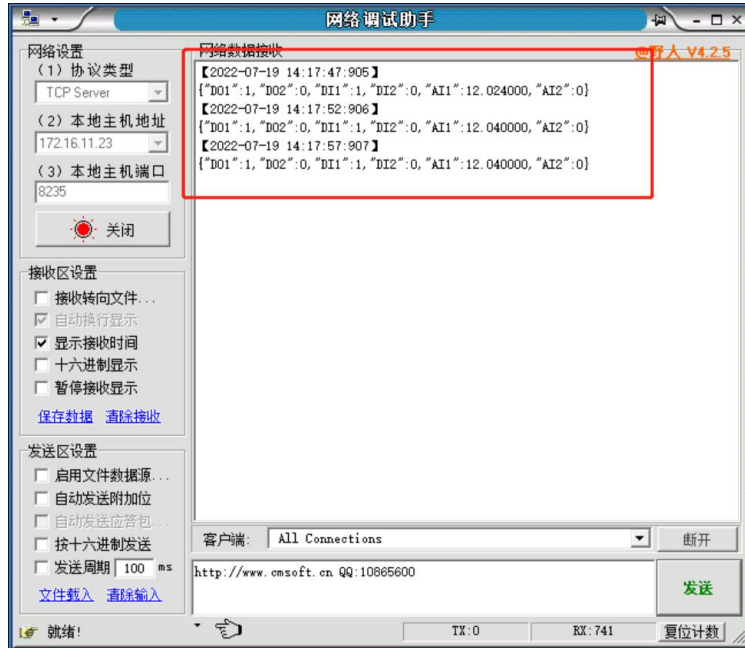 网络调试助手
网络设置
(1) 协议类型
TCP Server
(2) 本地主机地址
172.16.11.23
(3) 本地主机端口
8235
关闭
接收区设置
接收转向文件...
自动换行显示
显示接收时间
十六进制显示
暂停接收显示
保存数据 清除接收
发送区设置
启用文件数据源...
自动发送附加位
自动发送应答包...
按十六进制发送
发送周期 100 ms
文件载入 清除输入
网络数据接收
@野人 V4.2.5
【2022-07-19 14:17:47:905】
{"DO1":1,"DO2":0,"DI1":1,"DI2":0,"AI1":12.024000,"AI2":0}
【2022-07-19 14:17:52:906】
{"DO1":1,"DO2":0,"DI1":1,"DI2":0,"AI1":12.040000,"AI2":0}
【2022-07-19 14:17:57:907】
{"DO1":1,"DO2":0,"DI1":1,"DI2":0,"AI1":12.040000,"AI2":0}
客户端: All Connections 断开
http://www.cmsoft.cn QQ:10865600
发送
就绪! TX:0 RX:741 复位计数